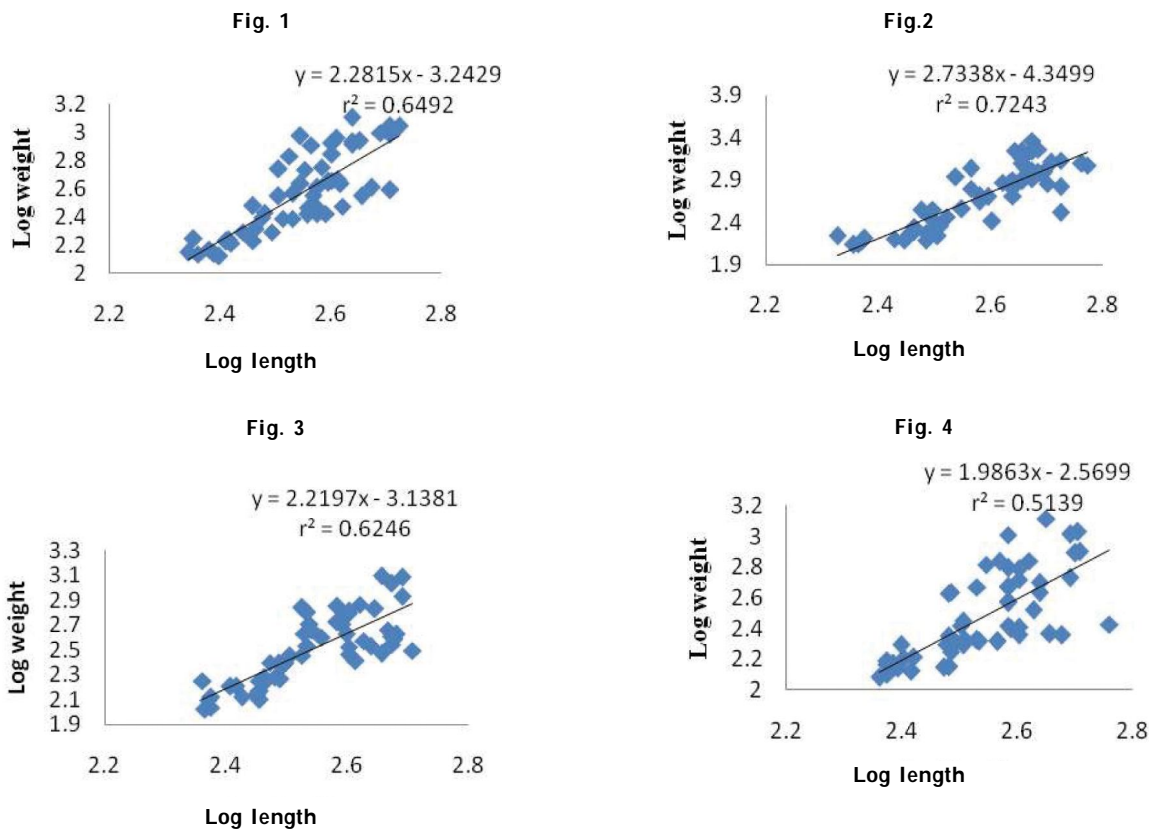 Fig. 1
y = 2.2815x - 3.2429
r² = 0.6492
Log weight
3.2
3
2.8
2.6
2.4
2.2
2
2.2 2.4 2.6 2.8
Log length
Fig.2
y = 2.7338x - 4.3499
r² = 0.7243
Log weight
3.9
3.4
2.9
2.4
1.9
2.2 2.4 2.6 2.8
Log length
Fig. 3
y = 2.2197x - 3.1381
r² = 0.6246
Log weight
3.3
3.1
2.9
2.7
2.5
2.3
2.1
1.9
2.2 2.4 2.6 2.8
Log length
Fig. 4
y = 1.9863x - 2.5699
r² = 0.5139
Log weight
3.2
3
2.8
2.6
2.4
2.2
2
2.2 2.4 2.6 2.8
Log length